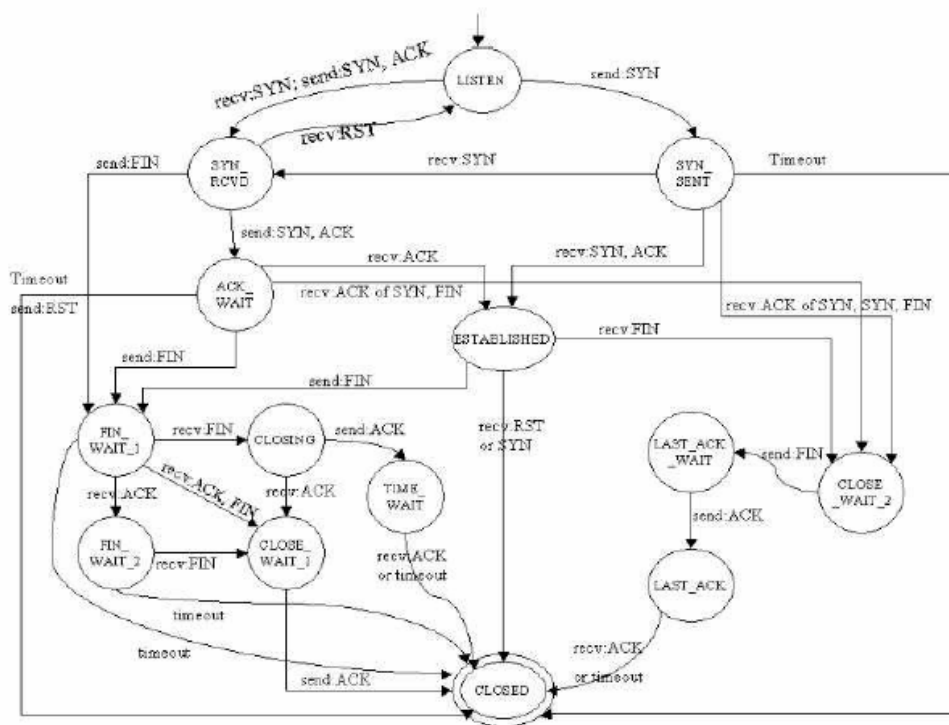 LISTEN
recv:SYN; send:SYN, ACK
send:SYN
recv:RST
SYN_
RCVD
send:FIN
recv:SYN
SYN_
SENT
Timeout
send:SYN, ACK
recv:ACK
recv:SYN, ACK
Timeout
send:RST
ACK_
WAIT
recv:ACK of SYN, FIN
recv:ACK of SYN, SYN, FIN
ESTABLISHED
recv:FIN
send:FIN
send:FIN
FIN_
WAIT_1
recv:FIN
CLOSING
send:ACK
recv:RST
or SYN
LAST_ACK
_WAIT
send:FIN
CLOSE
_WAIT_2
recv:ACK
recv:ACK, FIN
recv:ACK
TIME_
WAIT
send:ACK
FIN_
WAIT_2
recv:FIN
CLOSE_
WAIT_1
recv:ACK
or timeout
LAST_ACK
timeout
timeout
send:ACK
recv:ACK
or timeout
CLOSED